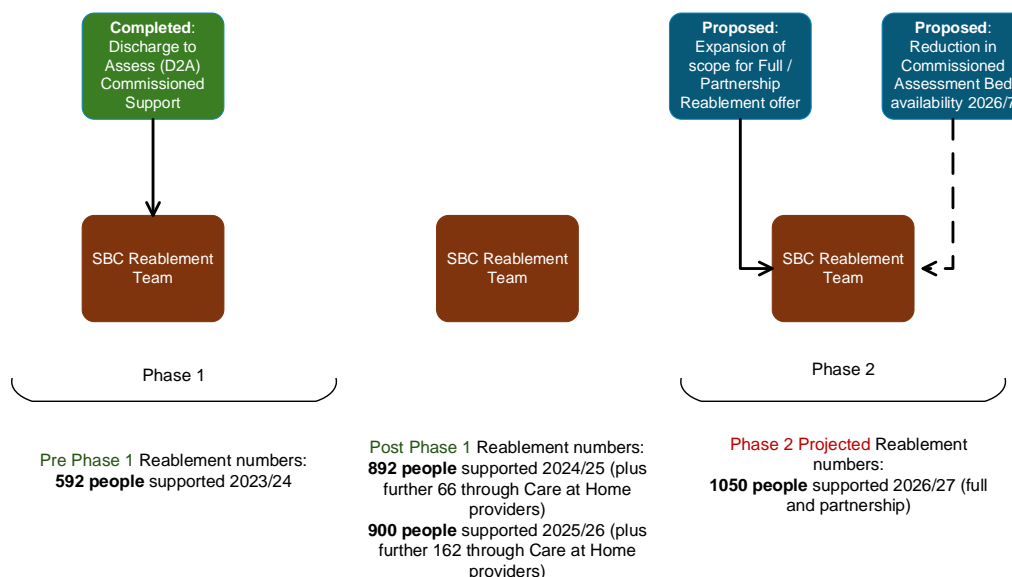 Completed:
Discharge to
Assess (D2A)
Commissioned
Support
Proposed:
Expansion of
scope for Full /
Partnership
Reablement offer
Proposed:
Reduction in
Commissioned
Assessment Bed
availability 2026/7
SBC Reablement
Team
SBC Reablement
Team
SBC Reablement
Team
Phase 1
Phase 2
Pre Phase 1 Reablement numbers:
592 people supported 2023/24
Post Phase 1 Reablement numbers:
892 people supported 2024/25 (plus
further 66 through Care at Home
providers)
900 people supported 2025/26 (plus
further 162 through Care at Home
providers)
Phase 2 Projected Reablement
numbers:
1050 people supported 2026/27 (full
and partnership)